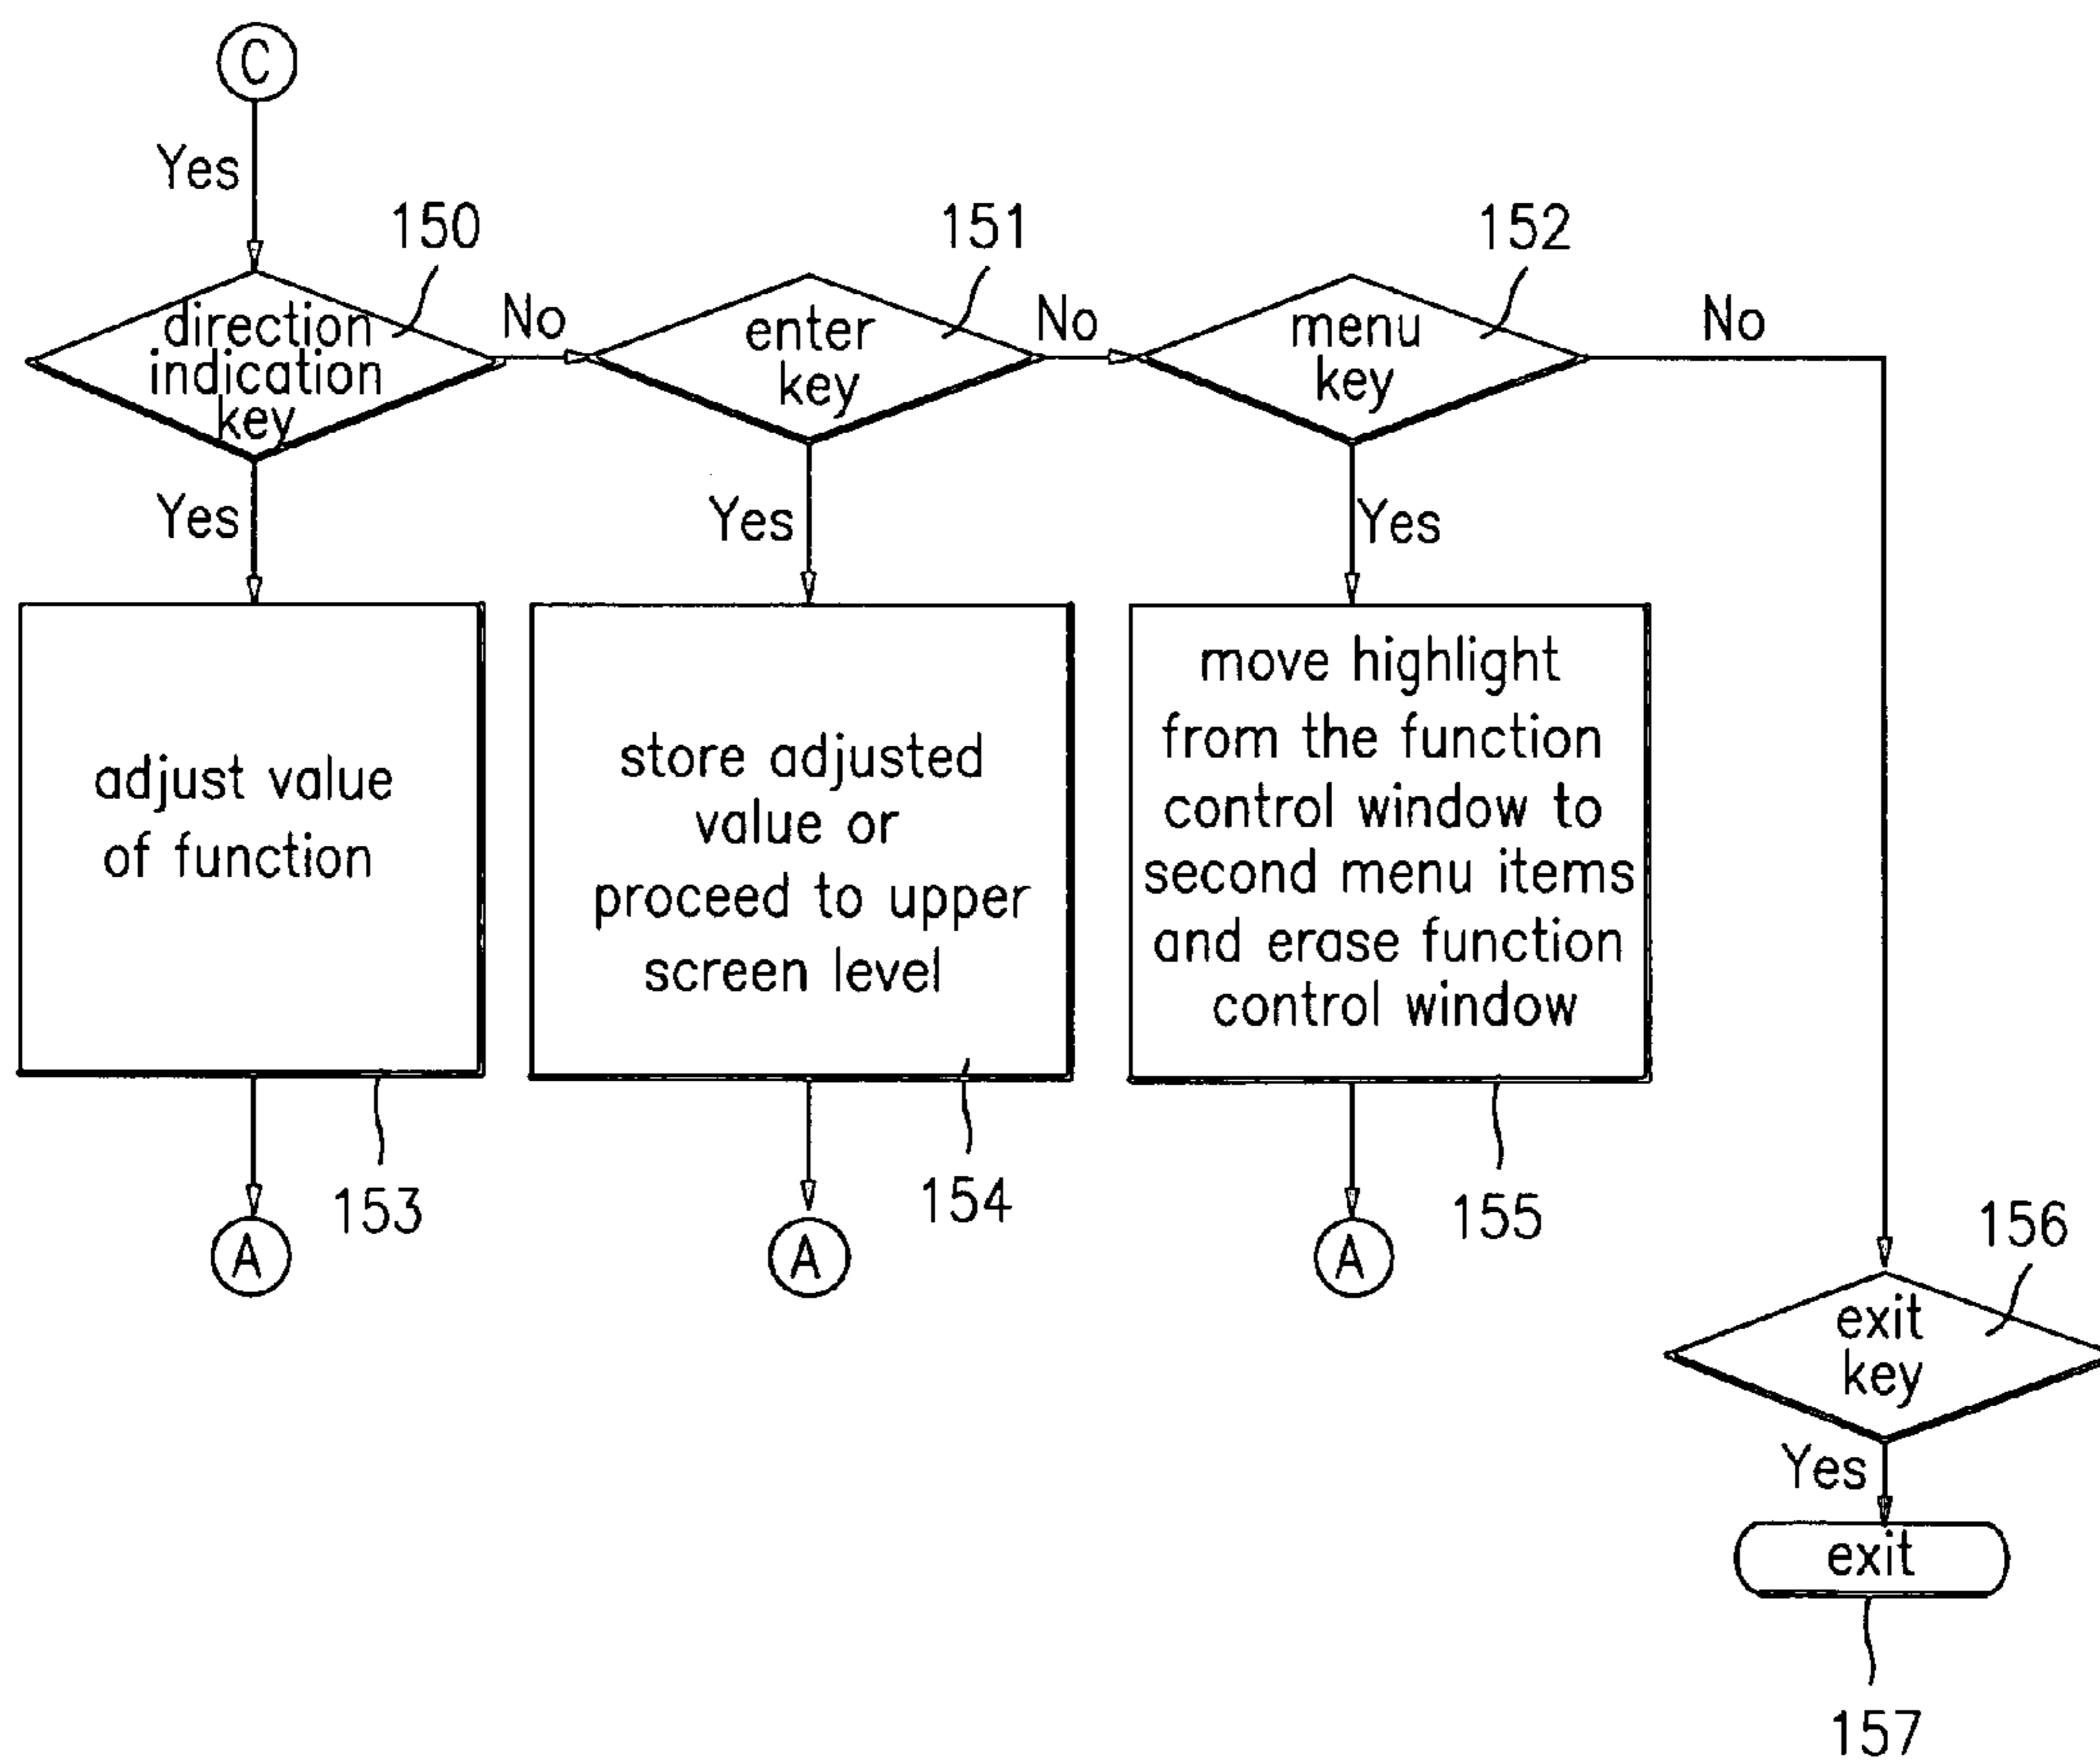 C
Yes
150
151
152
direction
indication
key
No
enter
key
No
menu
key
No
Yes
Yes
Yes
adjust value
of function
store adjusted
value or
proceed to upper
screen level
move highlight
from the function
control window to
second menu items
and erase function
control window
153
154
155
A
A
A
156
exit
key
Yes
exit
157